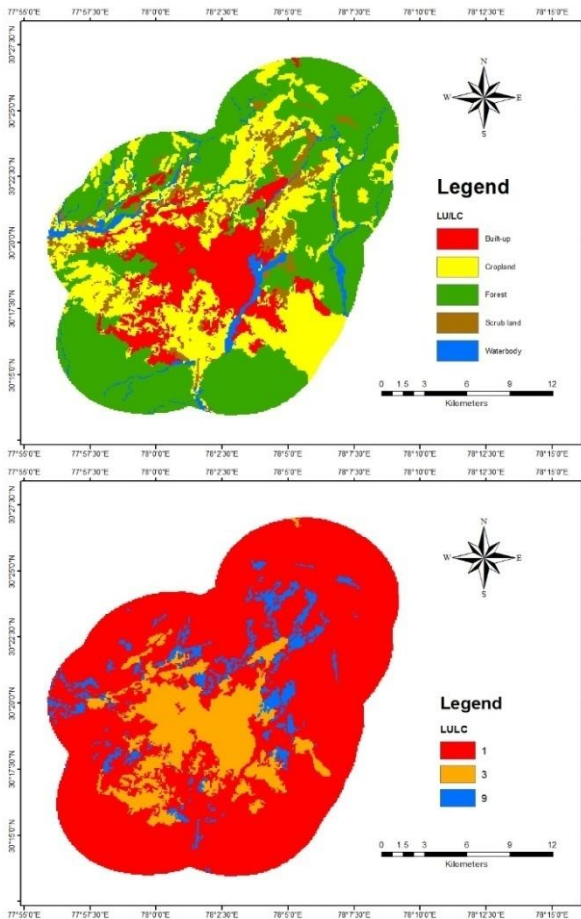 77°55'0"E 77°57'30"E 78°0'0"E 78°2'30"E 78°5'0"E 78°7'30"E 78°10'0"E 78°12'30"E 78°15'0"E
30°27'30"N
30°25'0"N
30°22'30"N
30°20'0"N
30°17'30"N
30°15'0"N
N
W E
S
Legend
LU/LC
Built-up
Cropland
Forest
Scrub land
Waterbody
0 1.5 3 6 9 12
Kilometers
77°55'0"E 77°57'30"E 78°0'0"E 78°2'30"E 78°5'0"E 78°7'30"E 78°10'0"E 78°12'30"E 78°15'0"E
30°27'30"N
30°25'0"N
30°22'30"N
30°20'0"N
30°17'30"N
30°15'0"N
N
W E
S
Legend
LULC
1
3
9
0 1.5 3 6 9 12
Kilometers
77°55'0"E 77°57'30"E 78°0'0"E 78°2'30"E 78°5'0"E 78°7'30"E 78°10'0"E 78°12'30"E 78°15'0"E